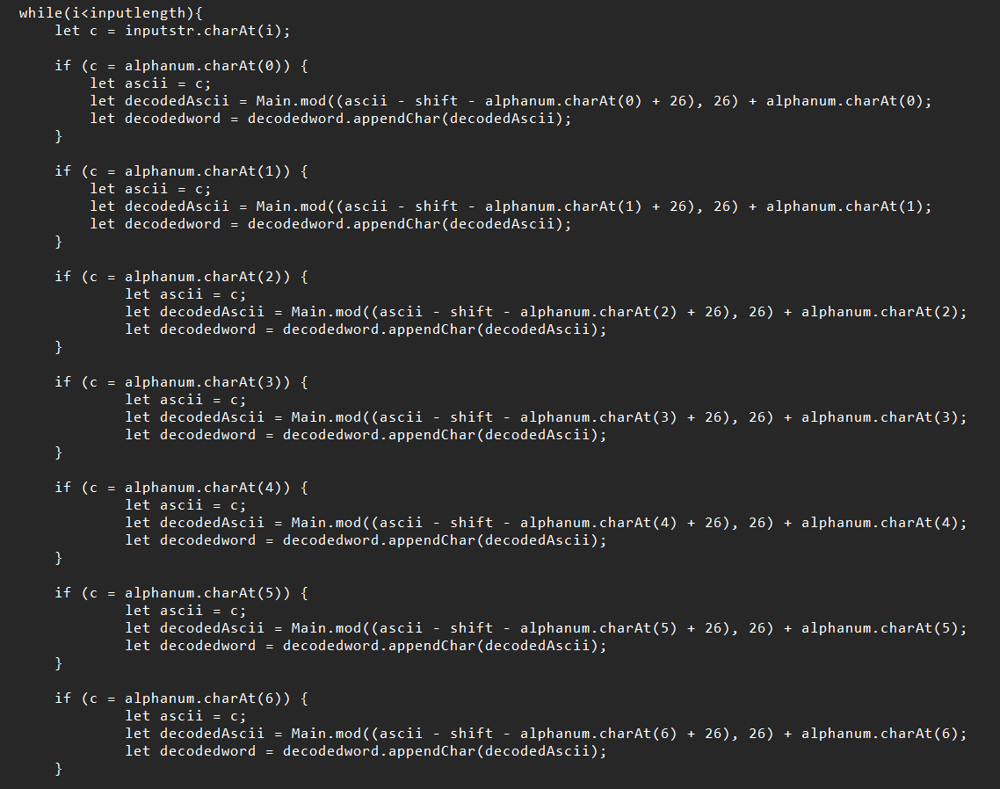 while(i<inputlength){
let c = inputstr.charAt(i);
if (c = alphanum.charAt(0)) {
let ascii = c;
let decodedAscii = Main.mod((ascii - shift - alphanum.charAt(0) + 26), 26) + alphanum.charAt(0);
let decodedword = decodedword.appendChar(decodedAscii);
}
if (c = alphanum.charAt(1)) {
let ascii = c;
let decodedAscii = Main.mod((ascii - shift - alphanum.charAt(1) + 26), 26) + alphanum.charAt(1);
let decodedword = decodedword.appendChar(decodedAscii);
}
if (c = alphanum.charAt(2)) {
let ascii = c;
let decodedAscii = Main.mod((ascii - shift - alphanum.charAt(2) + 26), 26) + alphanum.charAt(2);
let decodedword = decodedword.appendChar(decodedAscii);
}
if (c = alphanum.charAt(3)) {
let ascii = c;
let decodedAscii = Main.mod((ascii - shift - alphanum.charAt(3) + 26), 26) + alphanum.charAt(3);
let decodedword = decodedword.appendChar(decodedAscii);
}
if (c = alphanum.charAt(4)) {
let ascii = c;
let decodedAscii = Main.mod((ascii - shift - alphanum.charAt(4) + 26), 26) + alphanum.charAt(4);
let decodedword = decodedword.appendChar(decodedAscii);
}
if (c = alphanum.charAt(5)) {
let ascii = c;
let decodedAscii = Main.mod((ascii - shift - alphanum.charAt(5) + 26), 26) + alphanum.charAt(5);
let decodedword = decodedword.appendChar(decodedAscii);
}
if (c = alphanum.charAt(6)) {
let ascii = c;
let decodedAscii = Main.mod((ascii - shift - alphanum.charAt(6) + 26), 26) + alphanum.charAt(6);
let decodedword = decodedword.appendChar(decodedAscii);
}